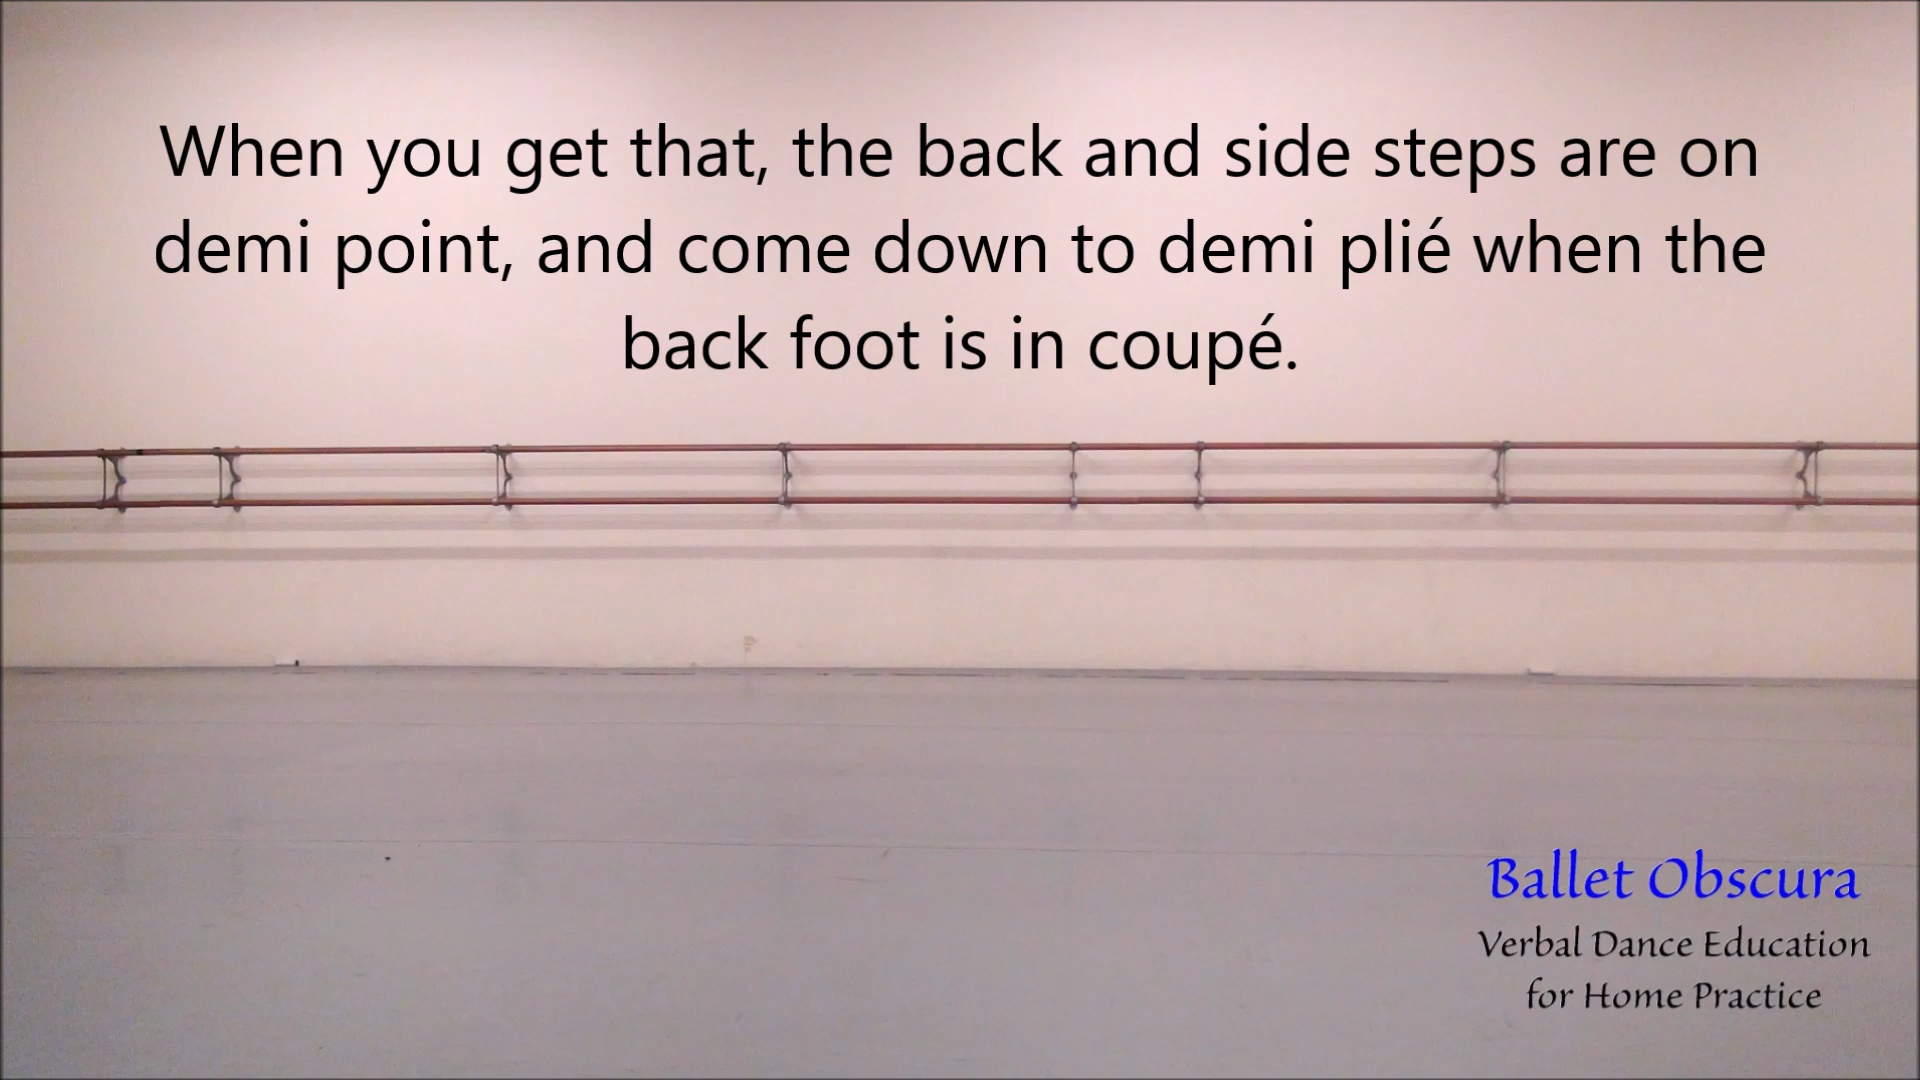 When you get that, the back and side steps are on
demi point, and come down to demi plié when the
back foot is in coupé.
Ballet Obscura
Verbal Dance Education
for Home Practice